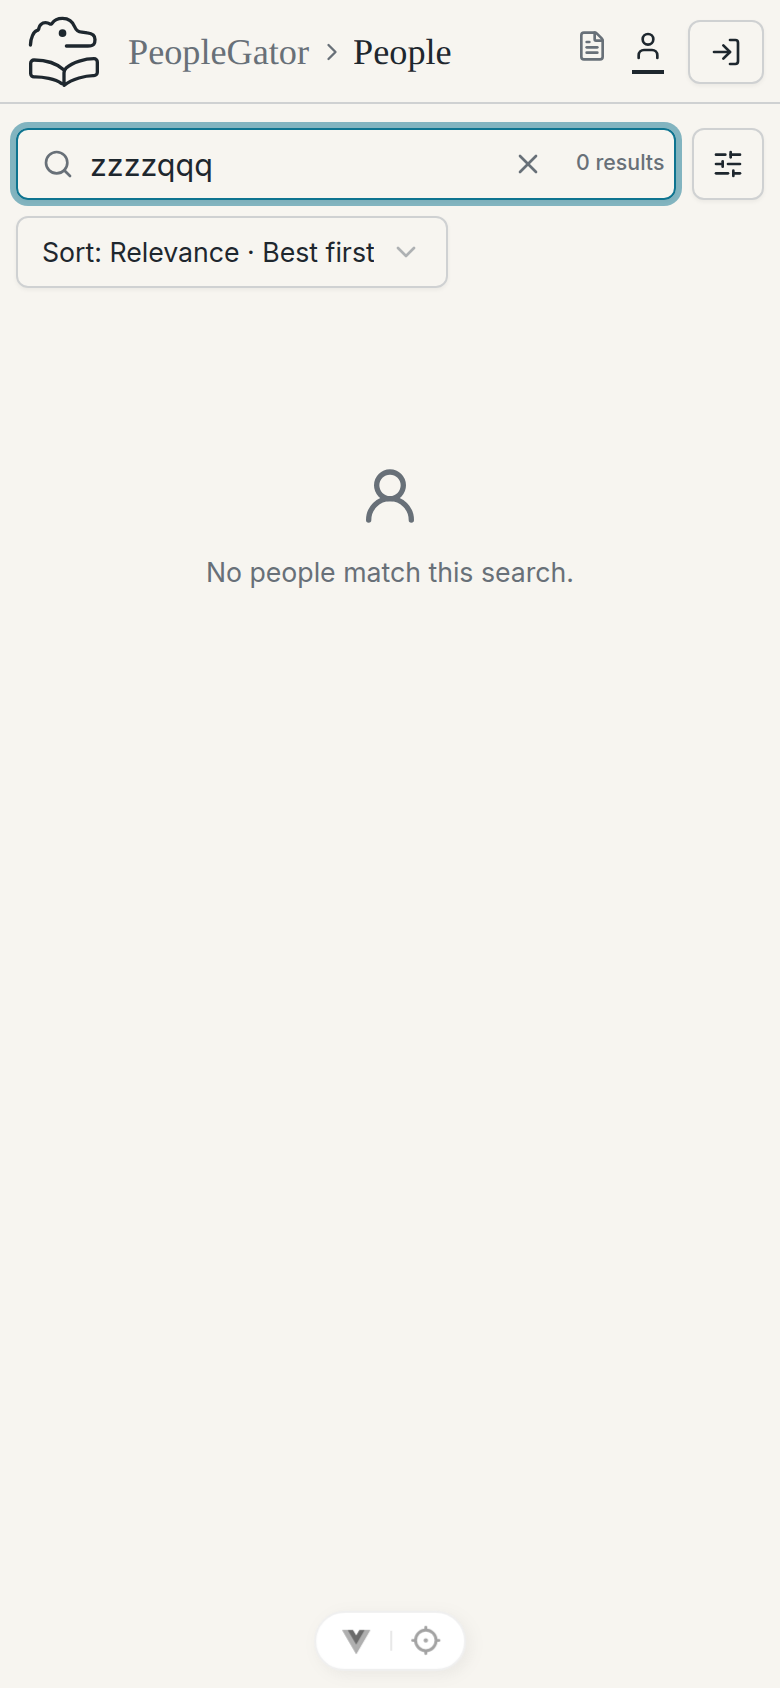 PeopleGator > People
zzzzqqq 0 results
Sort: Relevance · Best first
No people match this search.